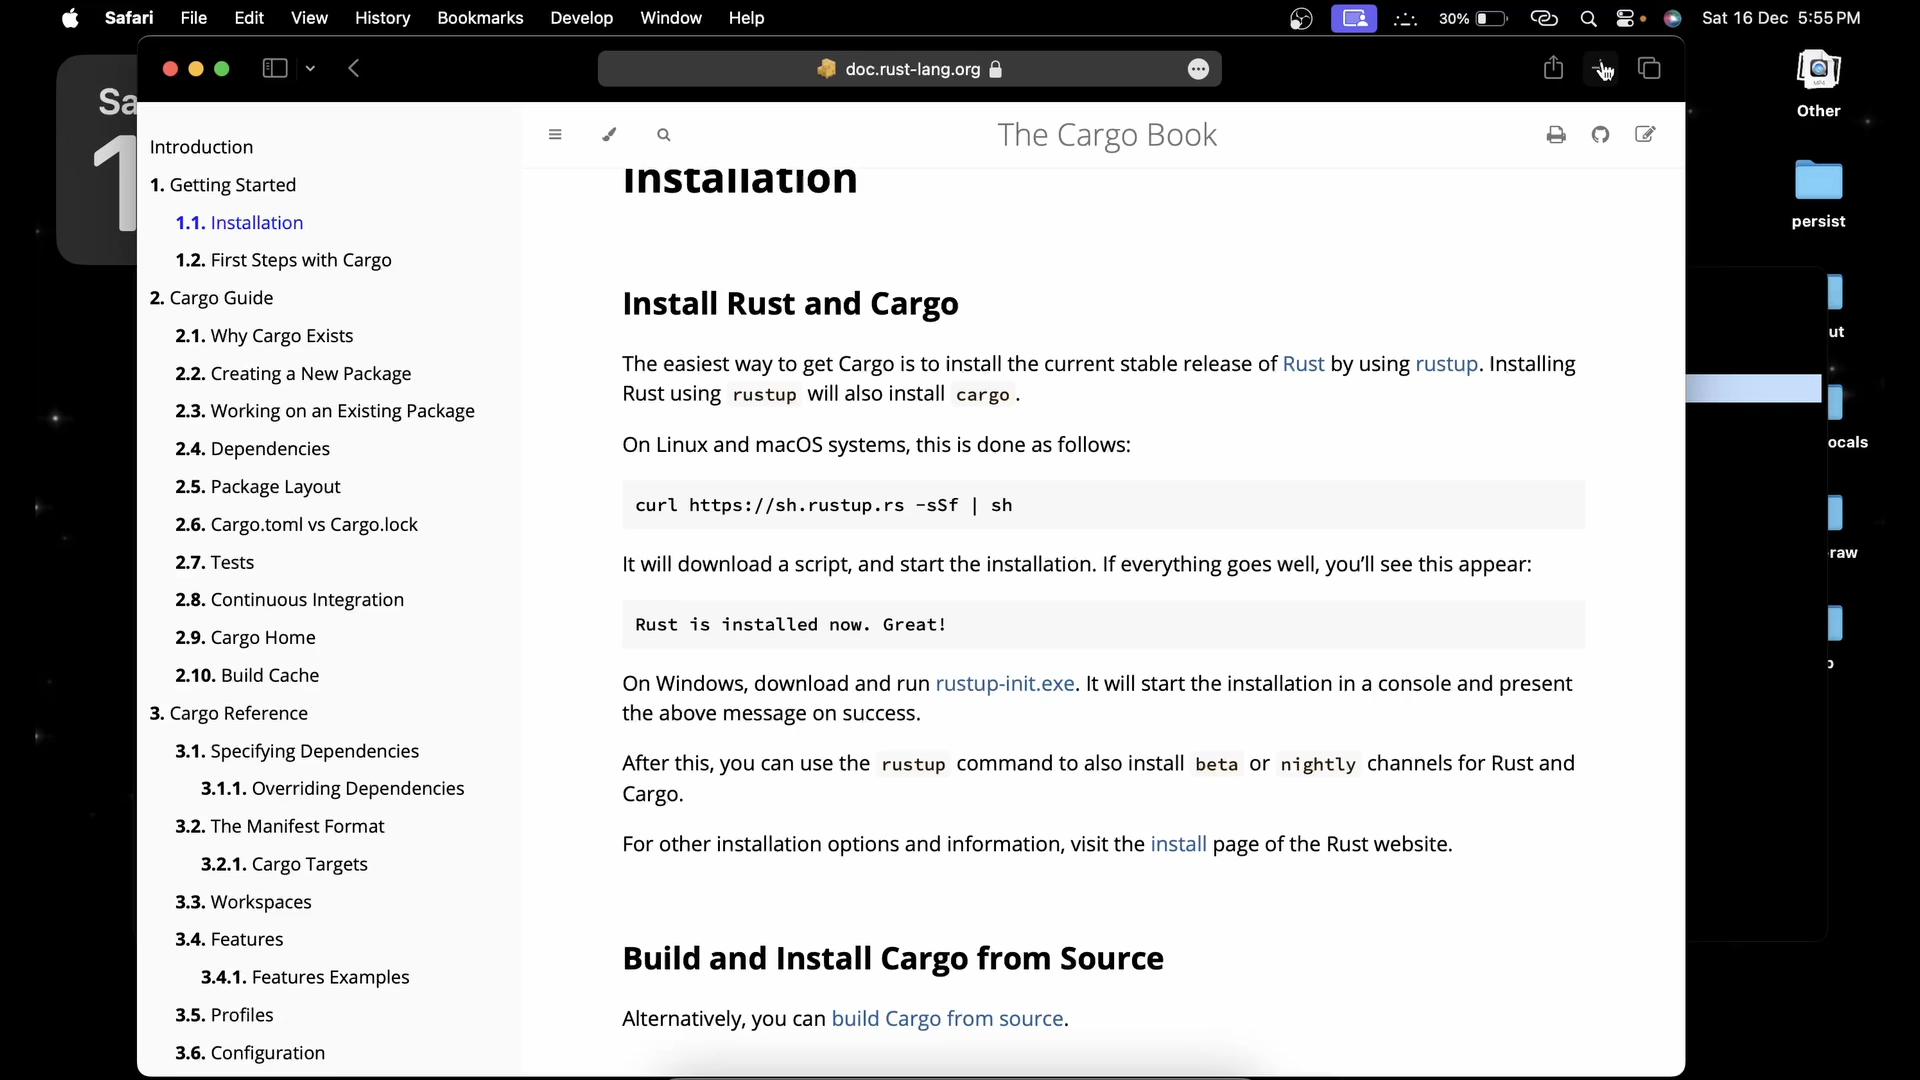 Safari File Edit View History Bookmarks Develop Window Help 30% Sat 16 Dec 5:55 PM
doc.rust-lang.org
Sa
1
Other
persist
ut
ocals
raw
Introduction
1. Getting Started
1.1. Installation
1.2. First Steps with Cargo
2. Cargo Guide
2.1. Why Cargo Exists
2.2. Creating a New Package
2.3. Working on an Existing Package
2.4. Dependencies
2.5. Package Layout
2.6. Cargo.toml vs Cargo.lock
2.7. Tests
2.8. Continuous Integration
2.9. Cargo Home
2.10. Build Cache
3. Cargo Reference
3.1. Specifying Dependencies
3.1.1. Overriding Dependencies
3.2. The Manifest Format
3.2.1. Cargo Targets
3.3. Workspaces
3.4. Features
3.4.1. Features Examples
3.5. Profiles
3.6. Configuration
The Cargo Book
Installation
Install Rust and Cargo
The easiest way to get Cargo is to install the current stable release of Rust by using rustup. Installing
Rust using rustup will also install cargo.
On Linux and macOS systems, this is done as follows:
curl https://sh.rustup.rs -sSf | sh
It will download a script, and start the installation. If everything goes well, you’ll see this appear:
Rust is installed now. Great!
On Windows, download and run rustup-init.exe. It will start the installation in a console and present
the above message on success.
After this, you can use the rustup command to also install beta or nightly channels for Rust and
Cargo.
For other installation options and information, visit the install page of the Rust website.
Build and Install Cargo from Source
Alternatively, you can build Cargo from source.